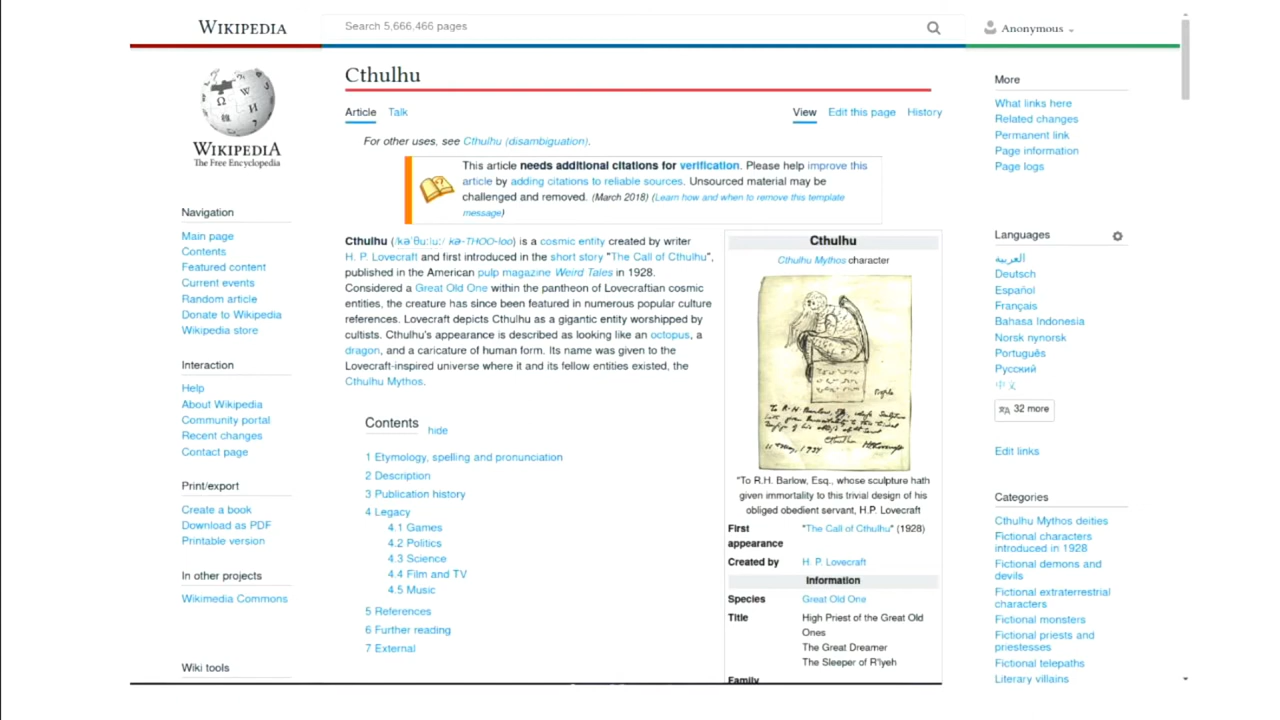 WIKIPEDIA
Search 5,666,466 pages
Anonymous
WIKIPEDIA
The Free Encyclopedia
Navigation
Main page
Contents
Featured content
Current events
Random article
Donate to Wikipedia
Wikipedia store
Interaction
Help
About Wikipedia
Community portal
Recent changes
Contact page
Print/export
Create a book
Download as PDF
Printable version
In other projects
Wikimedia Commons
Wiki tools
Cthulhu
Article Talk
View Edit this page History
For other uses, see Cthulhu (disambiguation).
This article needs additional citations for verification. Please help improve this
article by adding citations to reliable sources. Unsourced material may be
challenged and removed. (March 2018) (Learn how and when to remove this template
message)
Cthulhu (/kəˈθuːluː/ kə-THOO-loo) is a cosmic entity created by writer
H. P. Lovecraft and first introduced in the short story "The Call of Cthulhu",
published in the American pulp magazine Weird Tales in 1928.
Considered a Great Old One within the pantheon of Lovecraftian cosmic
entities, the creature has since been featured in numerous popular culture
references. Lovecraft depicts Cthulhu as a gigantic entity worshipped by
cultists. Cthulhu's appearance is described as looking like an octopus, a
dragon, and a caricature of human form. Its name was given to the
Lovecraft-inspired universe where it and its fellow entities existed, the
Cthulhu Mythos.
Contents hide
1 Etymology, spelling and pronunciation
2 Description
3 Publication history
4 Legacy
4.1 Games
4.2 Politics
4.3 Science
4.4 Film and TV
4.5 Music
5 References
6 Further reading
7 External
Cthulhu
Cthulhu Mythos character
"To R.H. Barlow, Esq., whose sculpture hath
given immortality to this trivial design of his
obliged obedient servant, H.P. Lovecraft
First "The Call of Cthulhu" (1928)
appearance
Created by H. P. Lovecraft
Information
Species Great Old One
Title High Priest of the Great Old
Ones
The Great Dreamer
The Sleeper of R'lyeh
Family
More
What links here
Related changes
Permanent link
Page information
Page logs
Languages
العربية
Deutsch
Español
Français
Bahasa Indonesia
Norsk nynorsk
Português
Русский
中文
32 more
Edit links
Categories
Cthulhu Mythos deities
Fictional characters
introduced in 1928
Fictional demons and
devils
Fictional extraterrestrial
characters
Fictional monsters
Fictional priests and
priestesses
Fictional telepaths
Literary villains